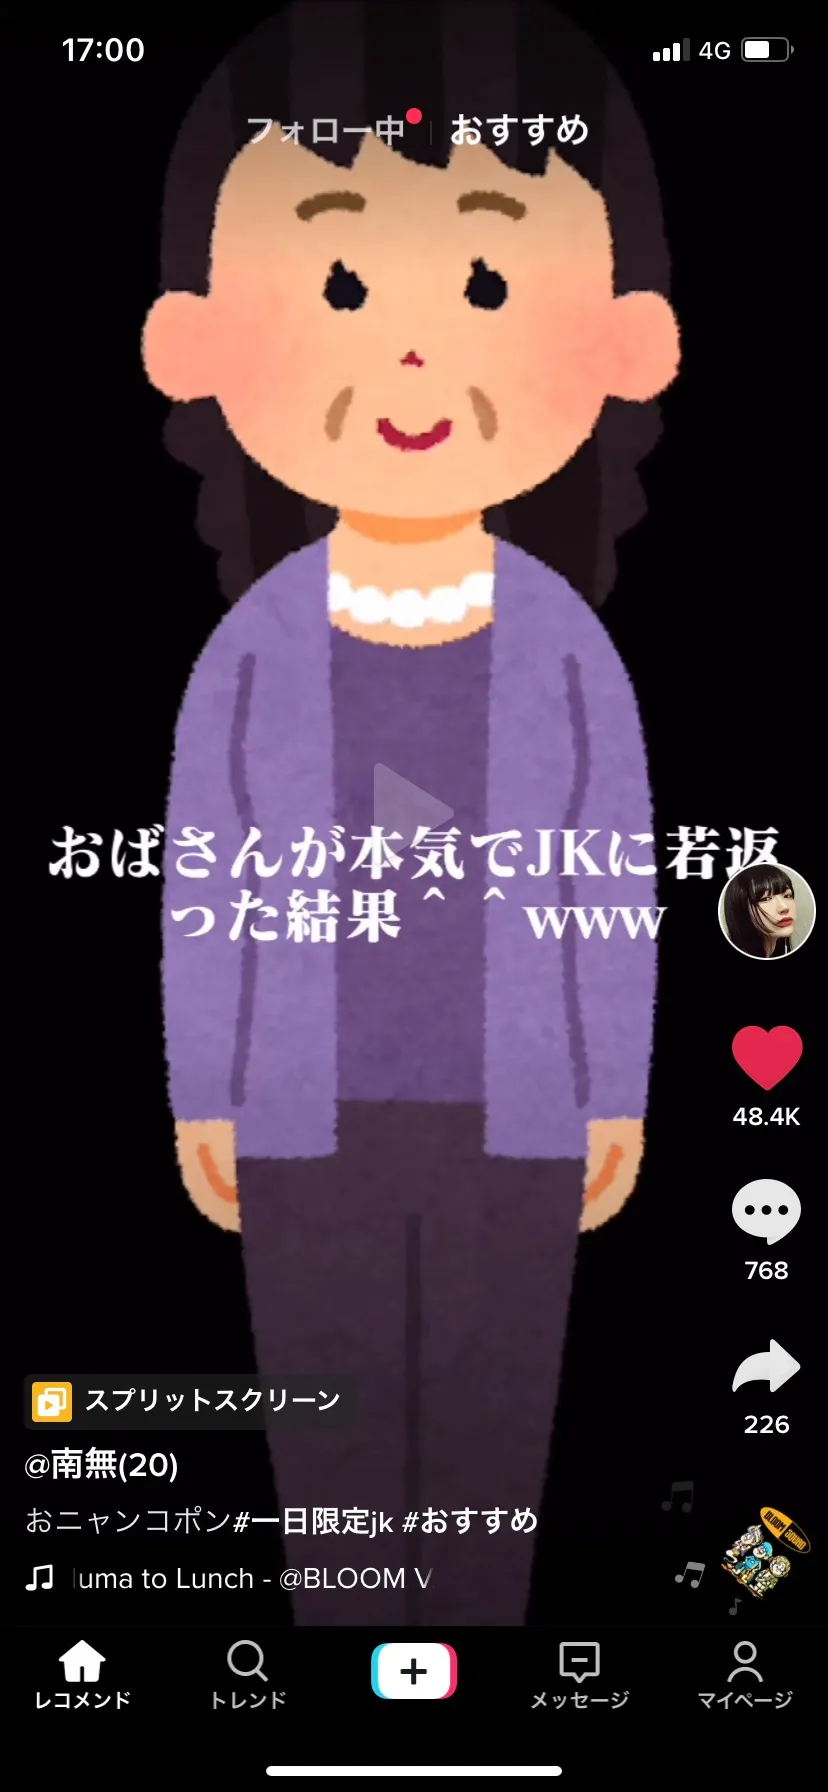 17:00
4G
フォロー中
おすすめ
おばさんが本気でJKに若返
った結果＾＾www
48.4K
768
226
スプリットスクリーン
@南無(20)
おニャンコポン#一日限定jk #おすすめ
uma to Lunch - @BLOOM V
レコメンド
トレンド
メッセージ
マイページ